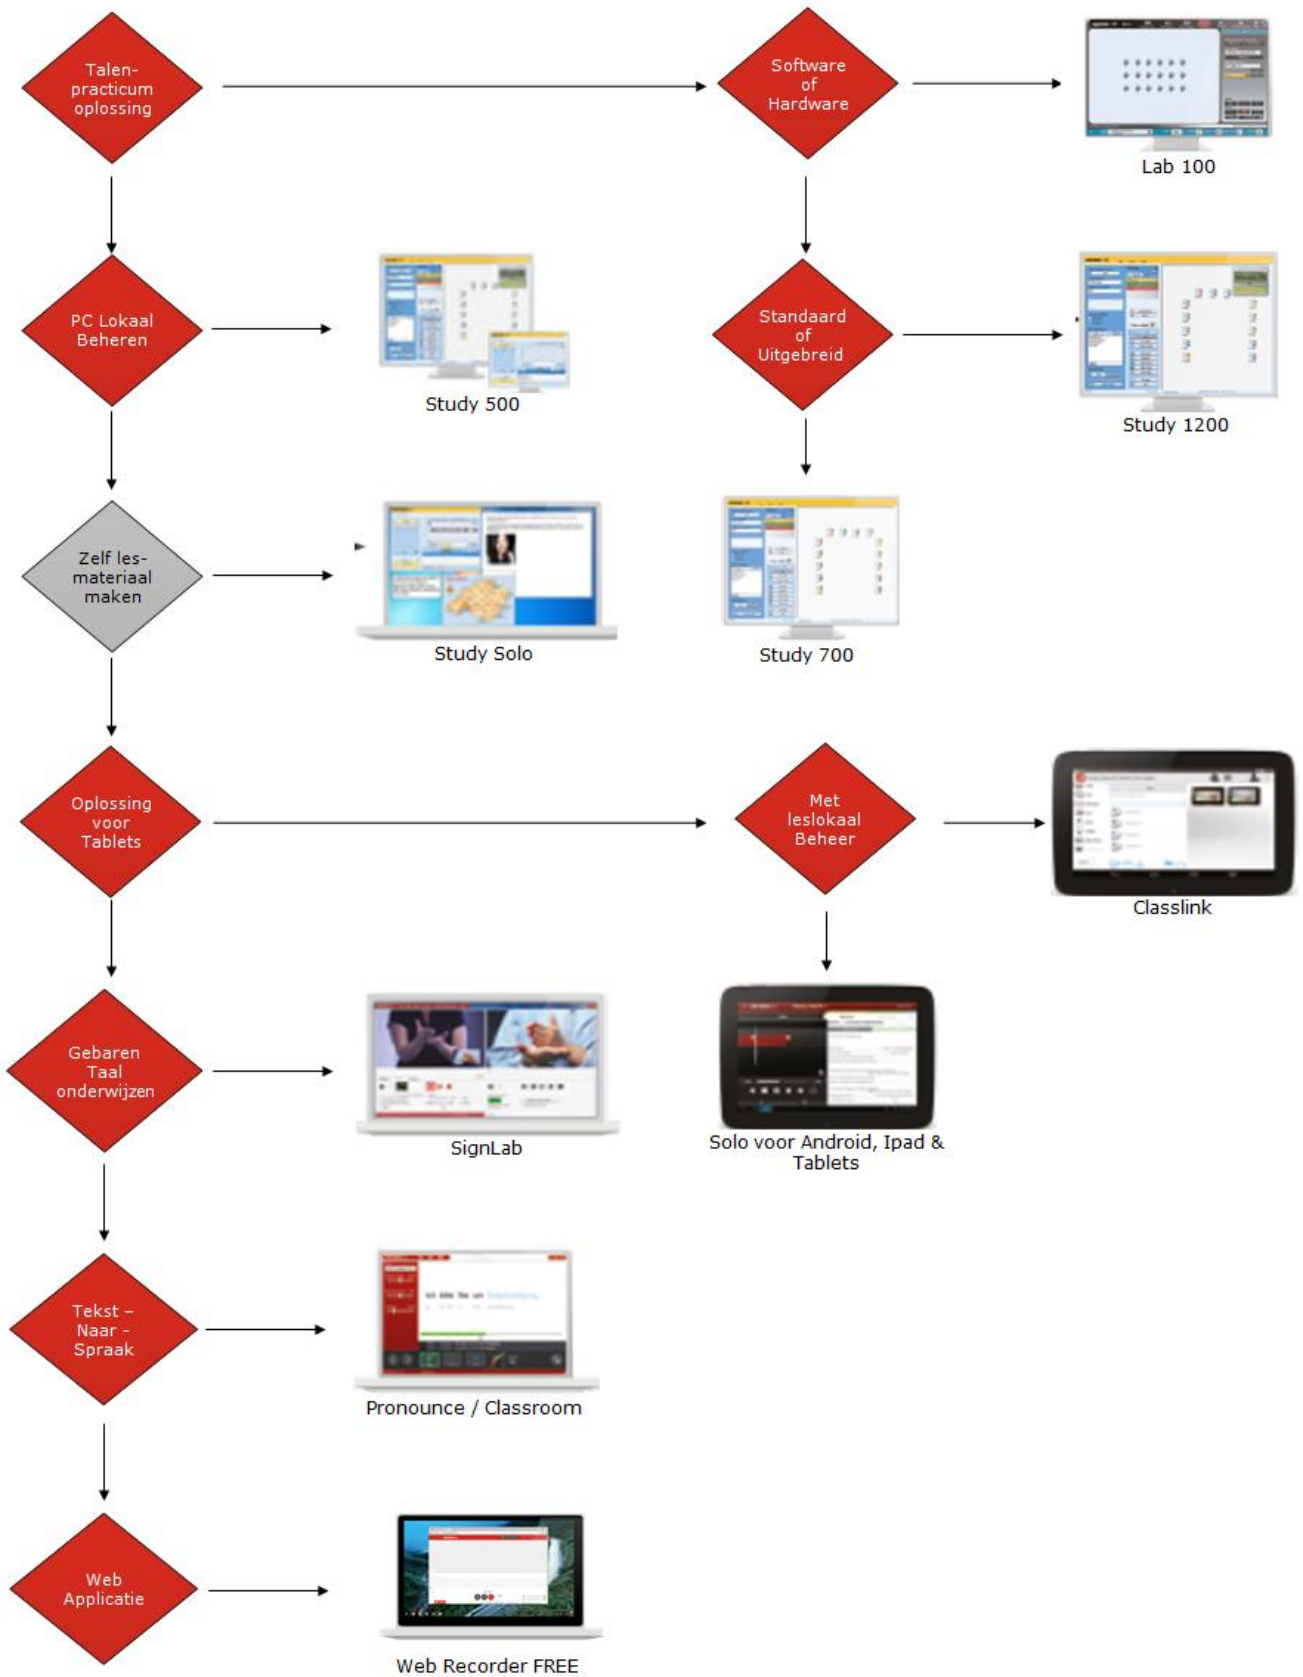 Talen-
practicum
oplossing
Software
of
Hardware
Lab 100
PC Lokaal
Beheren
Study 500
Standaard
of
Uitgebreid
Study 1200
Zelf les-
materiaal
maken
Study Solo
Study 700
Oplossing
voor
Tablets
Met
leslokaal
Beheer
Classlink
Gebaren
Taal
onderwijzen
SignLab
Solo voor Android, Ipad &
Tablets
Tekst –
Naar -
Spraak
Pronounce / Classroom
Web
Applicatie
Web Recorder FREE